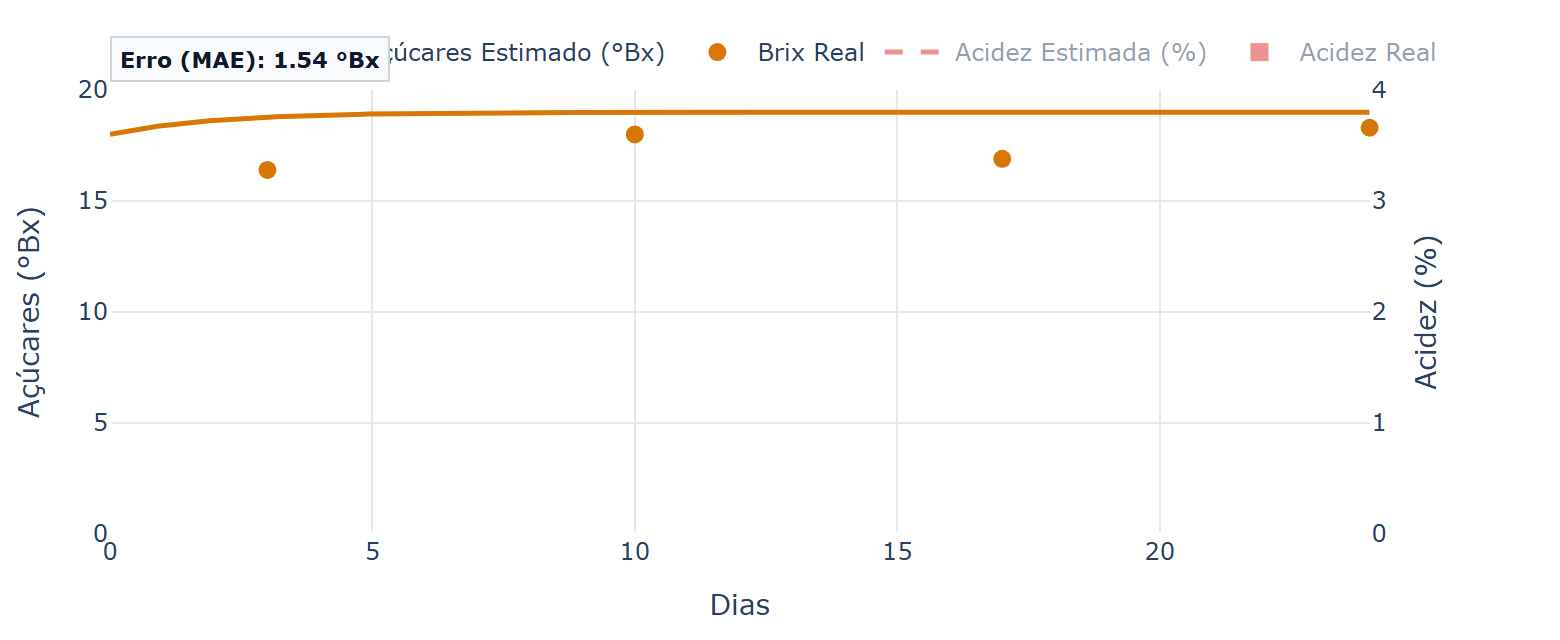 Erro (MAE): 1.54 °Bx
çúcares Estimado (°Bx)
Brix Real
Acidez Estimada (%)
Acidez Real
20
15
10
5
0
Açúcares (°Bx)
4
3
2
1
0
Acidez (%)
0
5
10
15
20
Dias